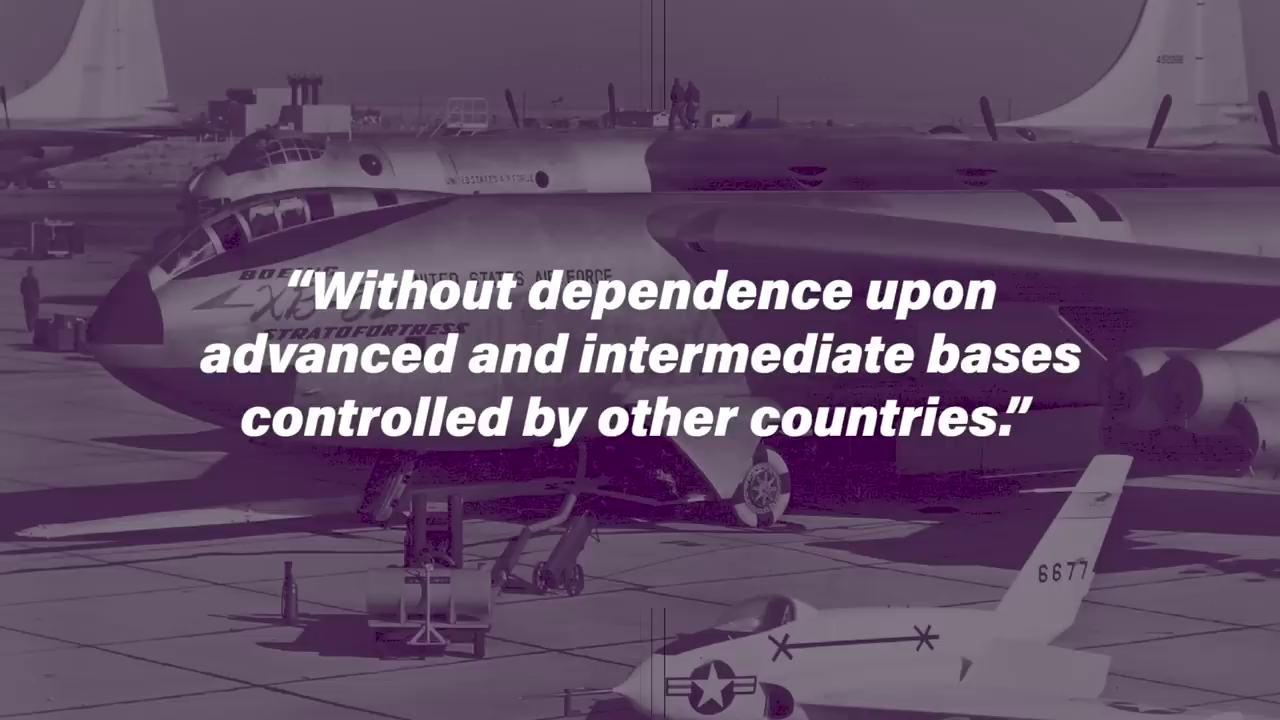 450288
UNITED STATES AIR FORCE
BOEING
UNITED STATES AIR FORCE
“Without dependence upon
STRATOFORTRESS
advanced and intermediate bases
controlled by other countries.”
6677